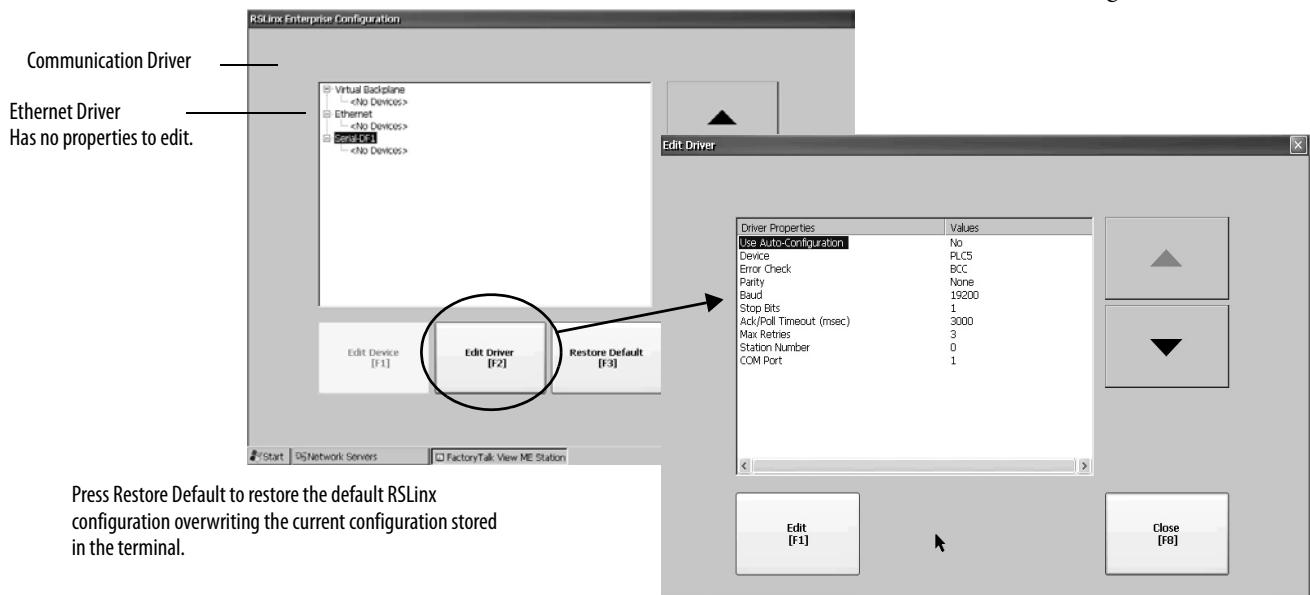 RSLinx Enterprise Configuration
Communication Driver
Ethernet Driver
Has no properties to edit.
Virtual Backplane
<No Devices>
Ethernet
<No Devices>
Serial-DF1
<No Devices>
Edit Device
[F1]
Edit Driver
[F2]
Restore Default
[F3]
Start
Network Servers
FactoryTalk View ME Station
Press Restore Default to restore the default RSLinx
configuration overwriting the current configuration stored
in the terminal.
Edit Driver
Driver Properties Values
Use Auto-Configuration No
Device PLC5
Error Check BCC
Parity None
Baud 19200
Stop Bits 1
Ack/Poll Timeout (msec) 3000
Max Retries 3
Station Number 0
COM Port 1
Edit
[F1]
Close
[F8]